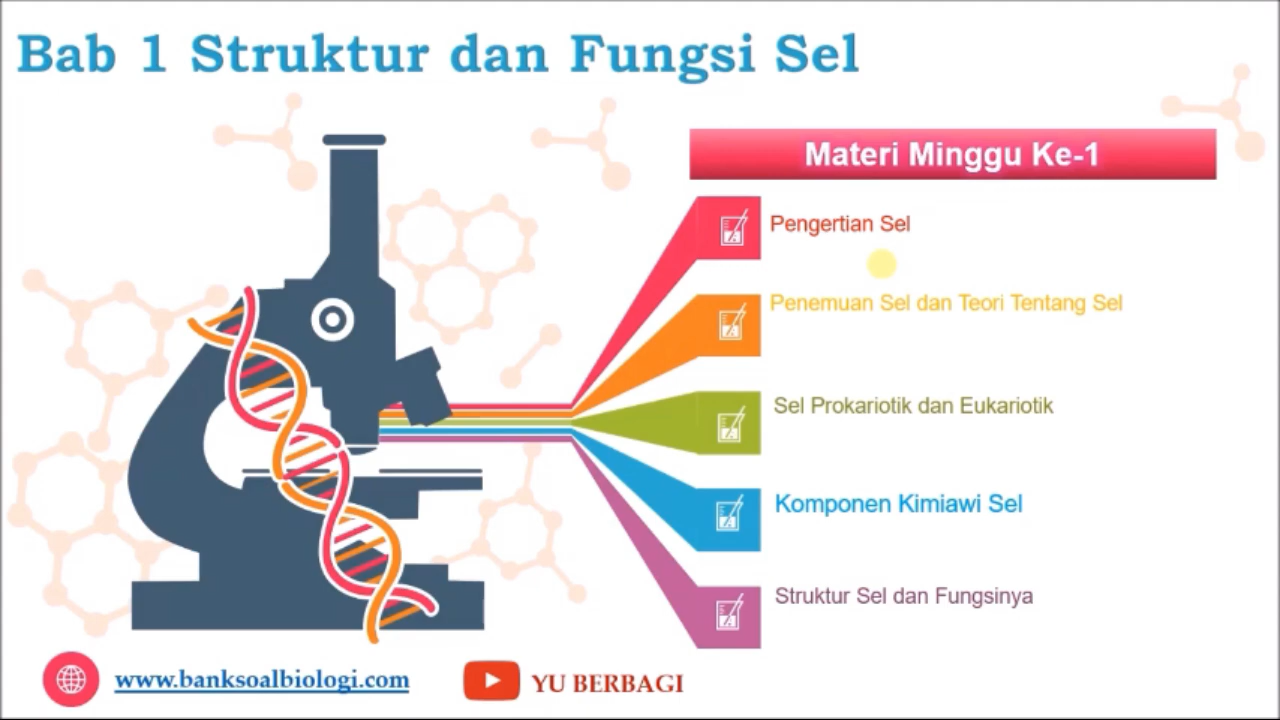 Bab 1 Struktur dan Fungsi Sel
Materi Minggu Ke-1
Pengertian Sel
Penemuan Sel dan Teori Tentang Sel
Sel Prokariotik dan Eukariotik
Komponen Kimiawi Sel
Struktur Sel dan Fungsinya
www.banksoalbiologi.com
YU BERBAGI